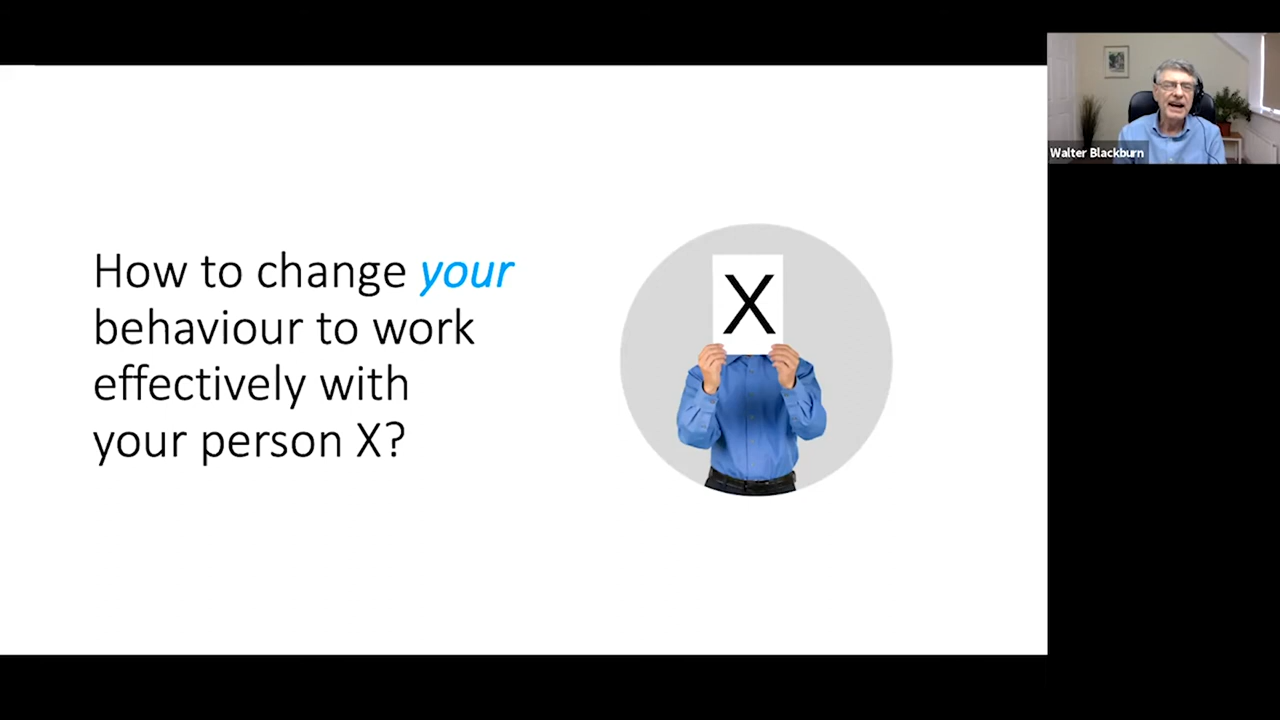 How to change your
behaviour to work
effectively with
your person X?
X
Walter Blackburn